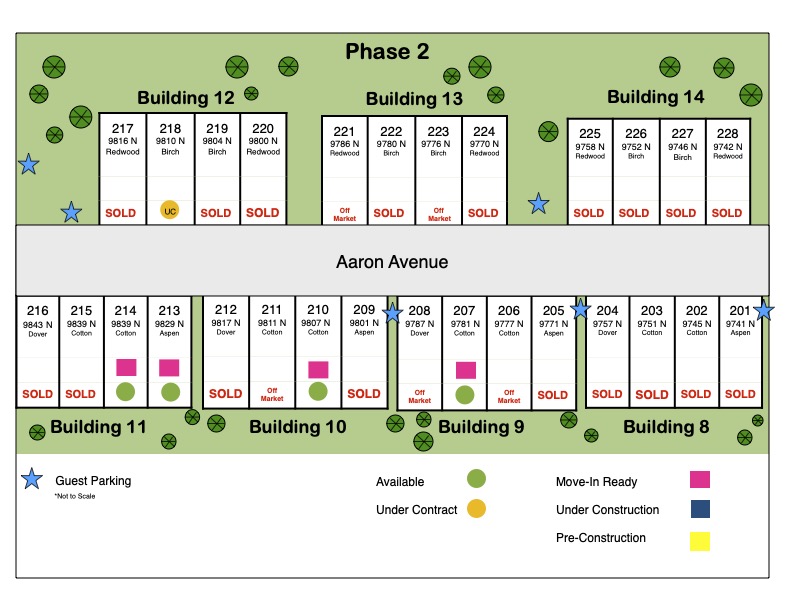 Phase 2
Building 12
Building 13
Building 14
217
9816 N
Redwood
SOLD
218
9810 N
Birch
UC
219
9804 N
Birch
SOLD
220
9800 N
Redwood
SOLD
221
9786 N
Redwood
Off
Market
222
9780 N
Birch
SOLD
223
9776 N
Birch
Off
Market
224
9770 N
Redwood
SOLD
225
9758 N
Redwood
SOLD
226
9752 N
Birch
SOLD
227
9746 N
Birch
SOLD
228
9742 N
Redwood
SOLD
Aaron Avenue
216
9843 N
Dover
SOLD
215
9839 N
Cotton
SOLD
214
9839 N
Cotton
213
9829 N
Aspen
212
9817 N
Dover
SOLD
211
9811 N
Cotton
Off
Market
210
9807 N
Cotton
209
9801 N
Aspen
SOLD
208
9787 N
Dover
Off
Market
207
9781 N
Cotton
206
9777 N
Cotton
Off
Market
205
9771 N
Aspen
SOLD
204
9757 N
Dover
SOLD
203
9751 N
Cotton
SOLD
202
9745 N
Cotton
SOLD
201
9741 N
Aspen
SOLD
Building 11
Building 10
Building 9
Building 8
Guest Parking
*Not to Scale
Available
Under Contract
Move-In Ready
Under Construction
Pre-Construction